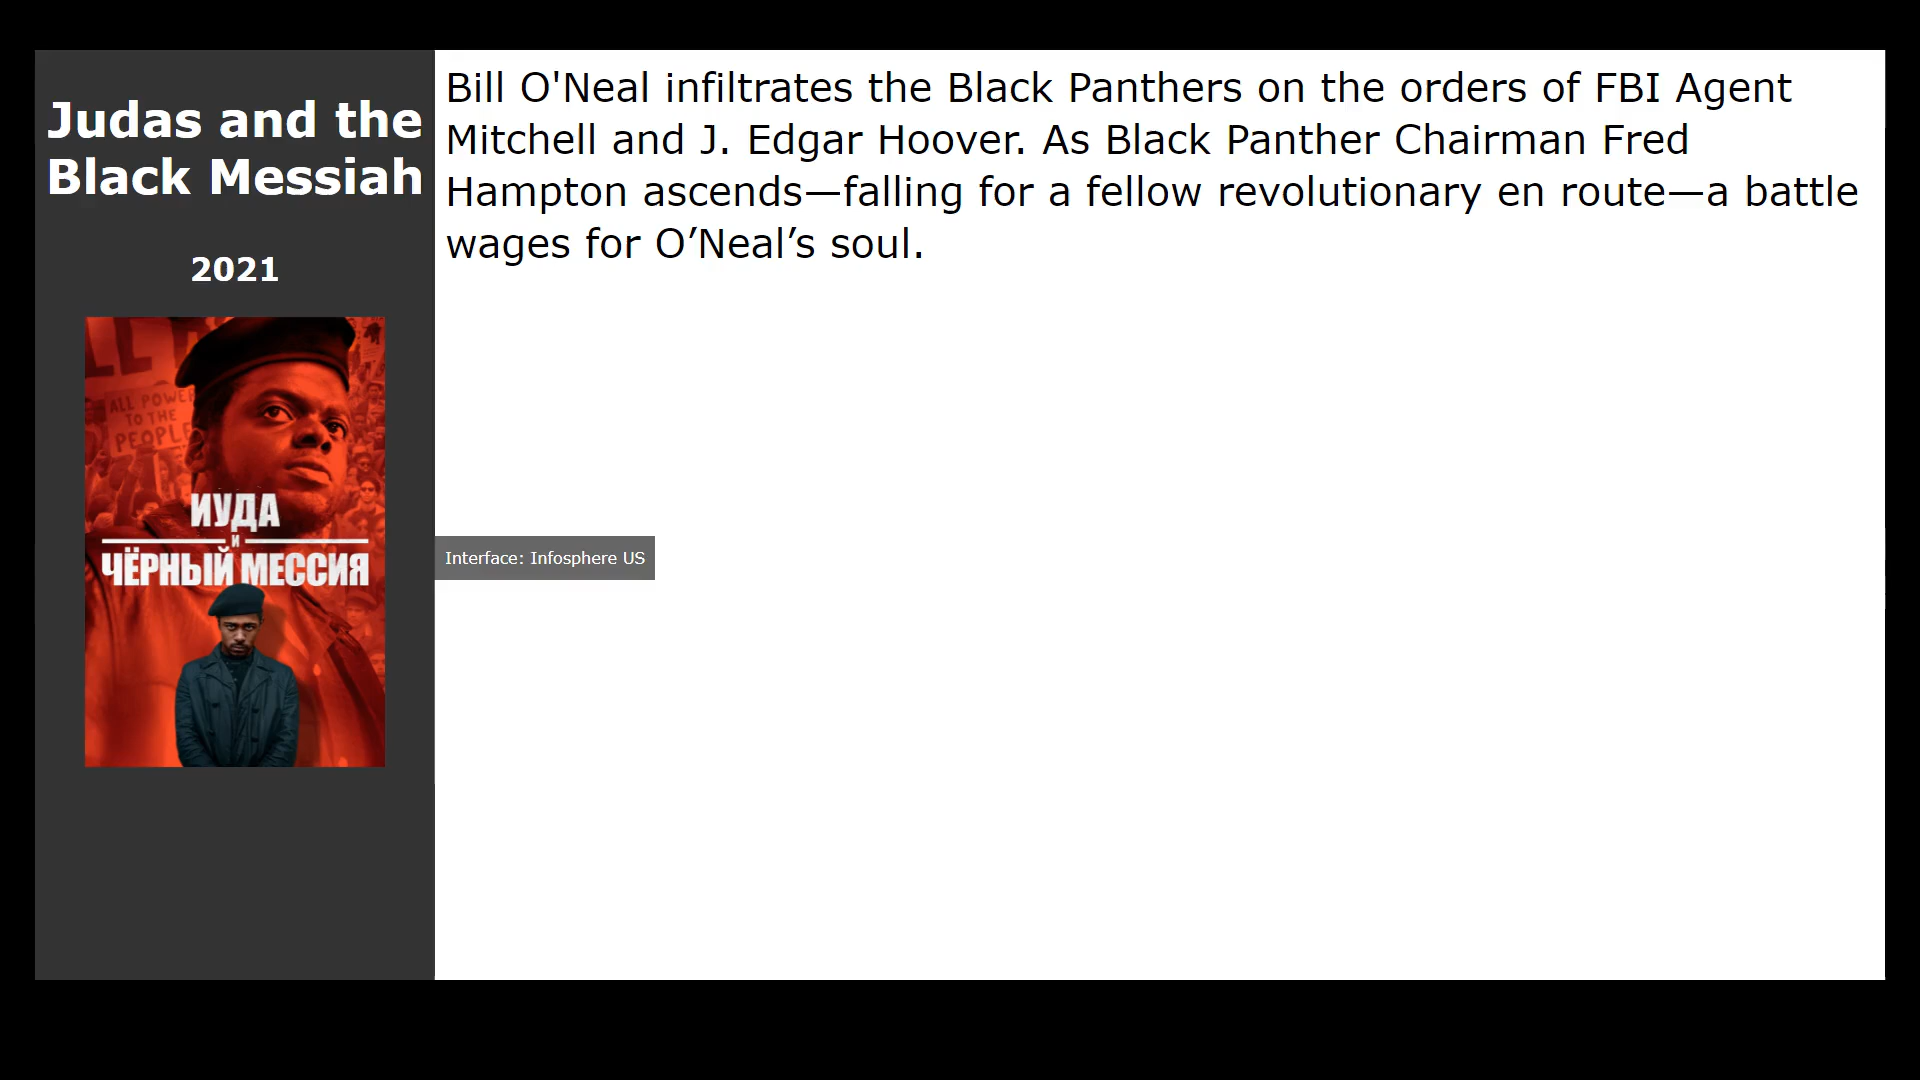 Judas and the
Black Messiah
2021
ALL POWER
TO THE
PEOPLE
ИУДА
И
ЧЁРНЫЙ МЕССИЯ
Bill O'Neal infiltrates the Black Panthers on the orders of FBI Agent
Mitchell and J. Edgar Hoover. As Black Panther Chairman Fred
Hampton ascends—falling for a fellow revolutionary en route—a battle
wages for O’Neal’s soul.
Interface: Infosphere US